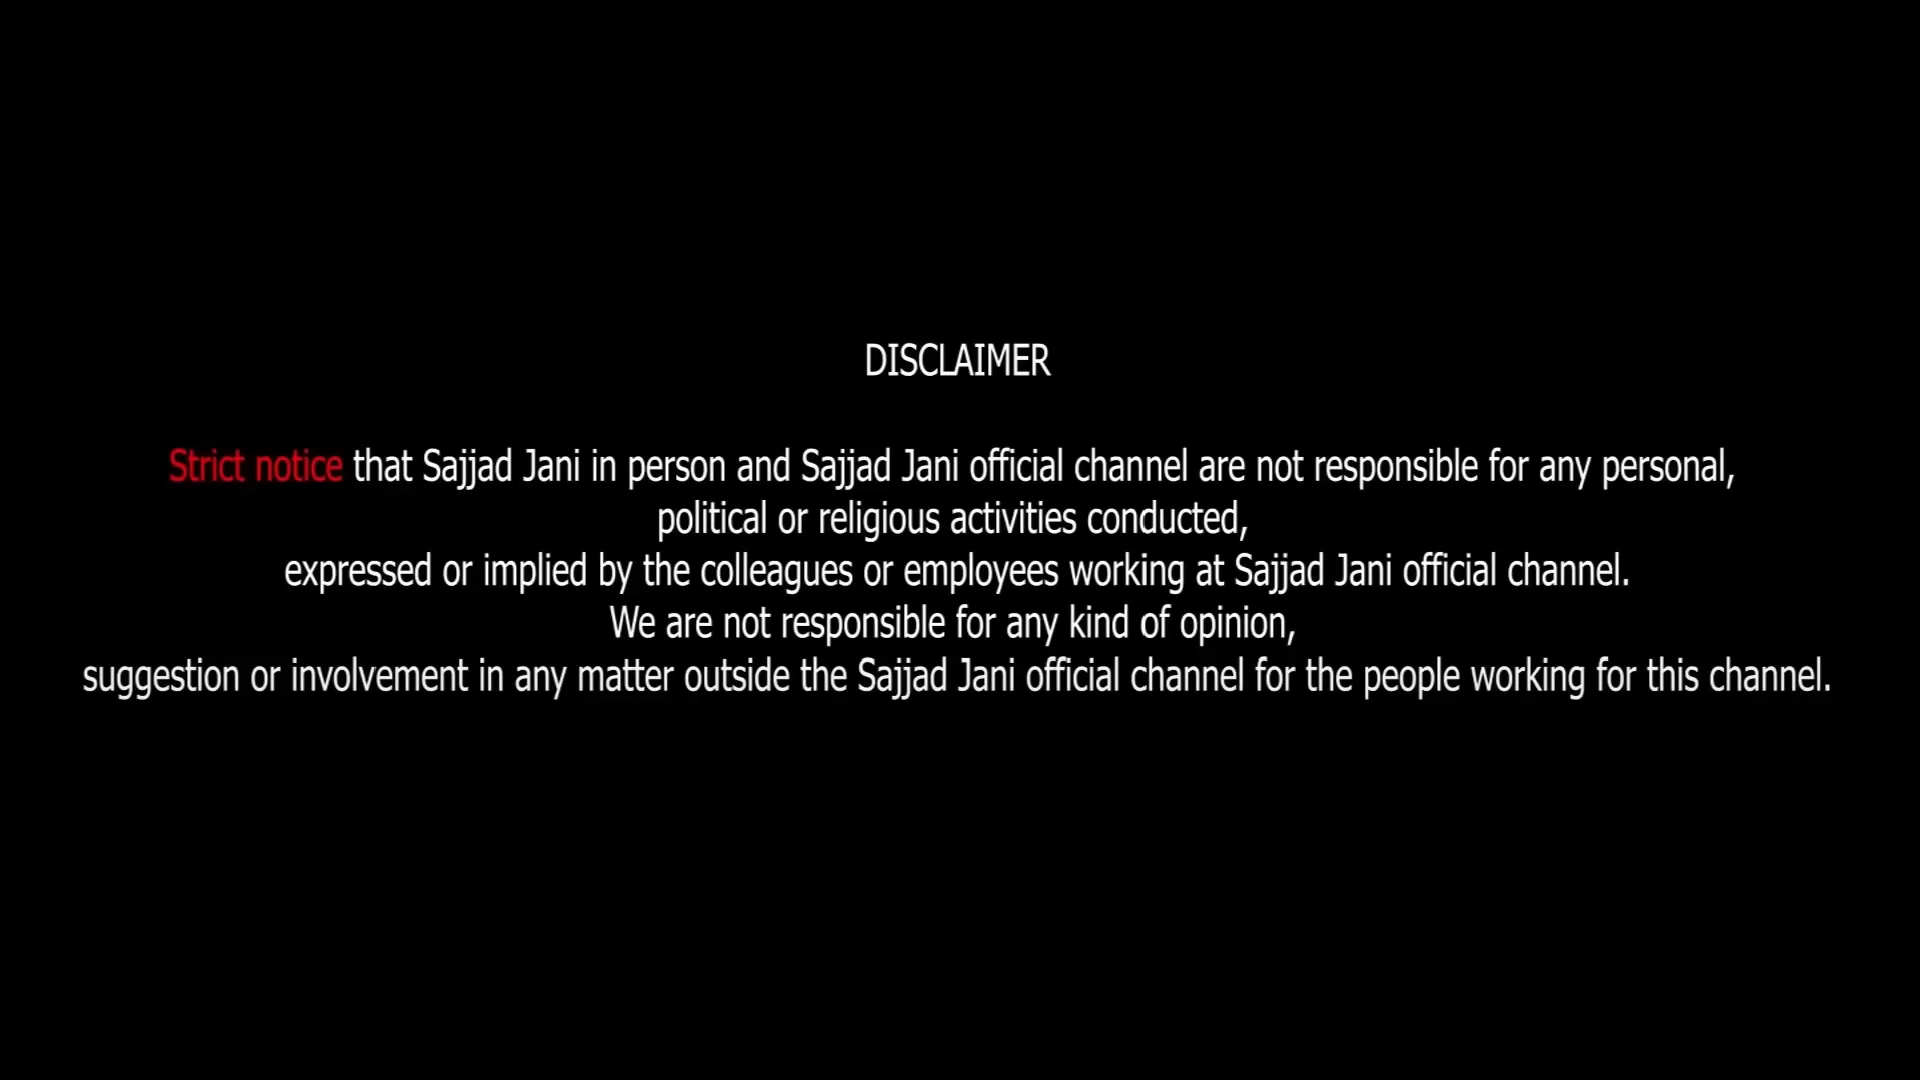 DISCLAIMER
Strict notice that Sajjad Jani in person and Sajjad Jani official channel are not responsible for any personal,
political or religious activities conducted,
expressed or implied by the colleagues or employees working at Sajjad Jani official channel.
We are not responsible for any kind of opinion,
suggestion or involvement in any matter outside the Sajjad Jani official channel for the people working for this channel.